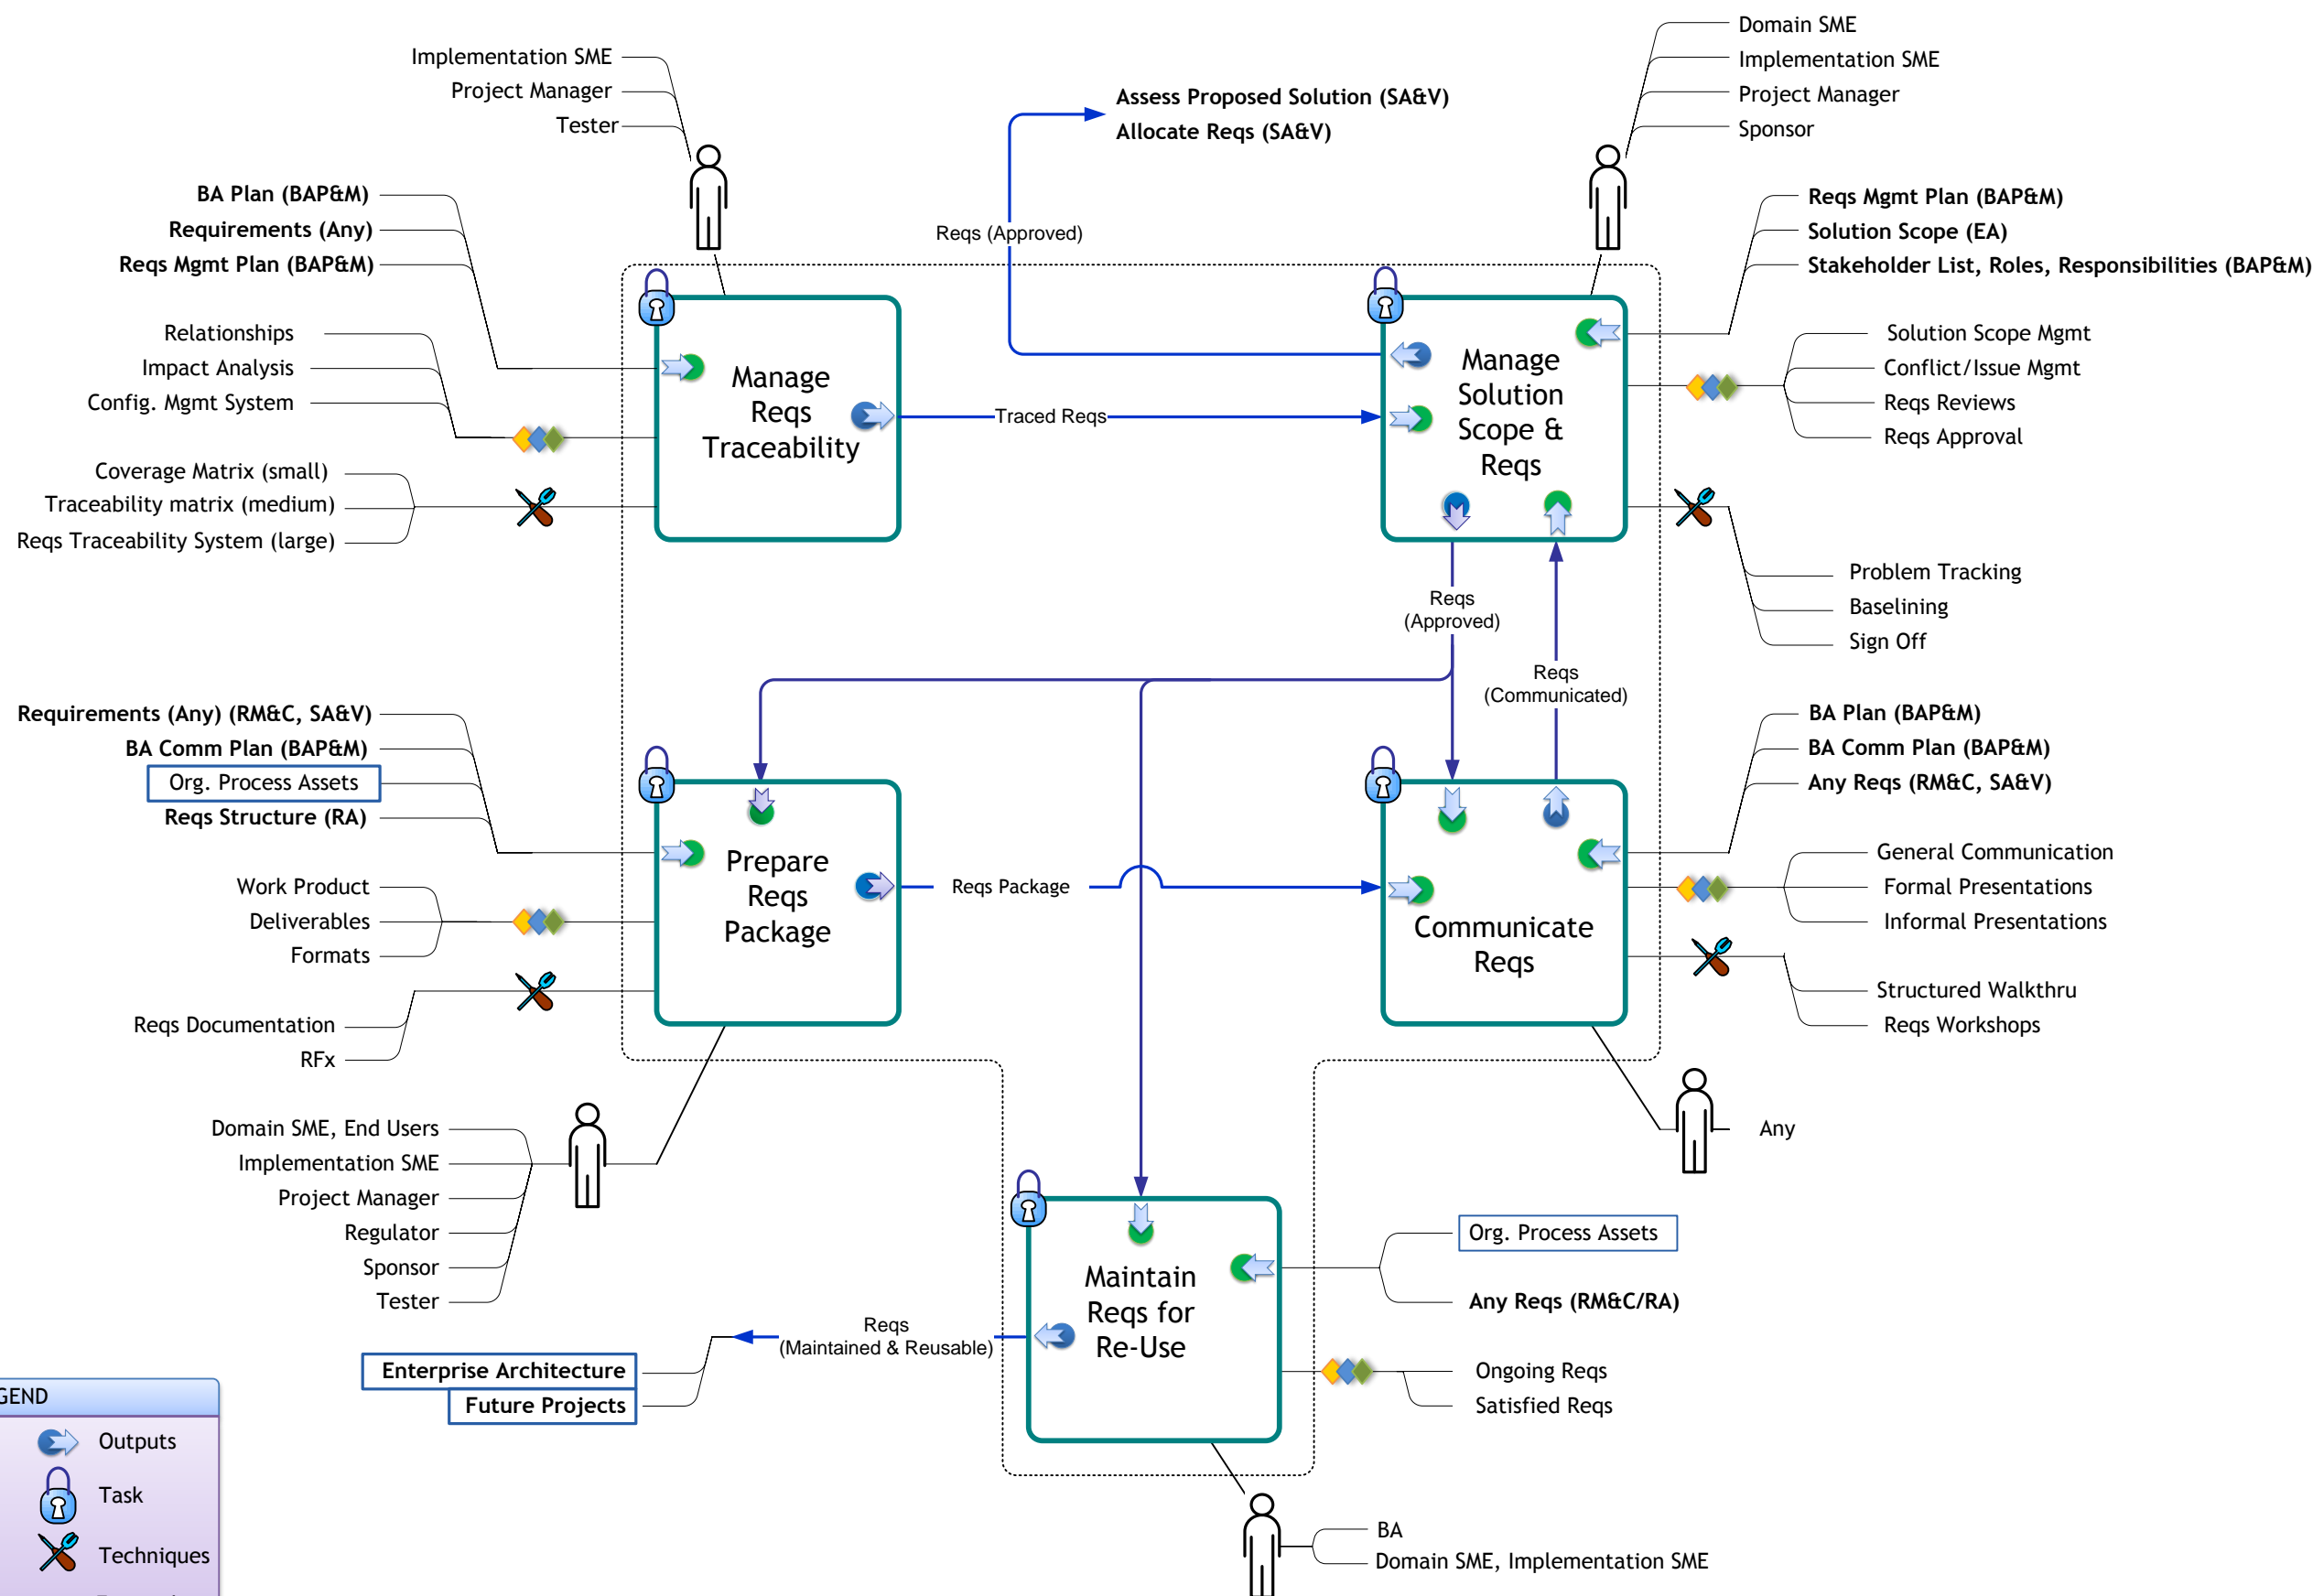 Domain SME
Implementation SME
Project Manager
Sponsor
Implementation SME
Project Manager
Tester
Assess Proposed Solution (SA&V)
Allocate Reqs (SA&V)
BA Plan (BAP&M)
Requirements (Any)
Reqs Mgmt Plan (BAP&M)
Reqs (Approved)
Reqs Mgmt Plan (BAP&M)
Solution Scope (EA)
Stakeholder List, Roles, Responsibilities (BAP&M)
Relationships
Impact Analysis
Config. Mgmt System
Manage
Reqs
Traceability
Traced Reqs
Manage
Solution
Scope &
Reqs
Solution Scope Mgmt
Conflict/Issue Mgmt
Reqs Reviews
Reqs Approval
Coverage Matrix (small)
Traceability matrix (medium)
Reqs Traceability System (large)
Problem Tracking
Baselining
Sign Off
Reqs
(Approved)
Reqs
(Communicated)
Requirements (Any) (RM&C, SA&V)
BA Comm Plan (BAP&M)
Org. Process Assets
Reqs Structure (RA)
BA Plan (BAP&M)
BA Comm Plan (BAP&M)
Any Reqs (RM&C, SA&V)
Work Product
Deliverables
Formats
Prepare
Reqs
Package
Reqs Package
Communicate
Reqs
General Communication
Formal Presentations
Informal Presentations
Reqs Documentation
RFx
Structured Walkthru
Reqs Workshops
Domain SME, End Users
Implementation SME
Project Manager
Regulator
Sponsor
Tester
Any
Maintain
Reqs for
Re-Use
Org. Process Assets
Any Reqs (RM&C/RA)
Reqs
(Maintained & Reusable)
Enterprise Architecture
Future Projects
Ongoing Reqs
Satisfied Reqs
GEND
Outputs
Task
Techniques
BA
Domain SME, Implementation SME